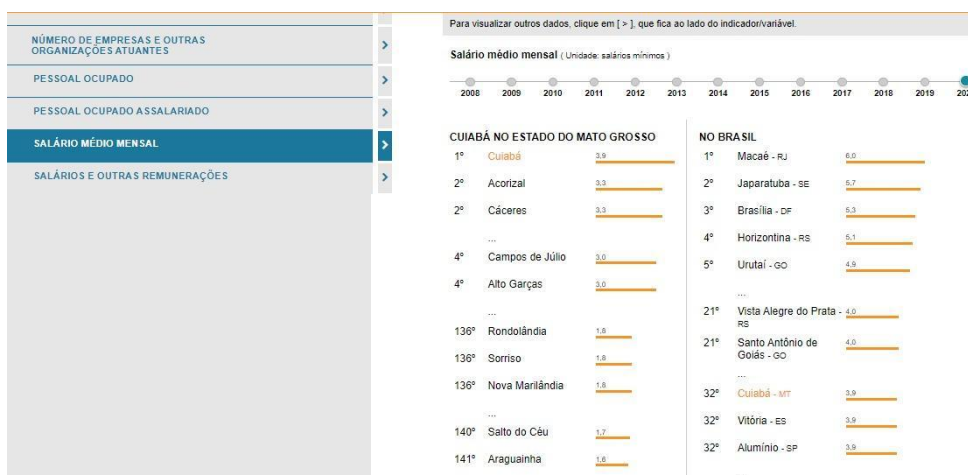 NÚMERO DE EMPRESAS E OUTRAS
ORGANIZAÇÕES ATUANTES
PESSOAL OCUPADO
PESSOAL OCUPADO ASSALARIADO
SALÁRIO MÉDIO MENSAL
SALÁRIOS E OUTRAS REMUNERAÇÕES
Para visualizar outros dados, clique em [ > ], que fica ao lado do indicador/variável.
Salário médio mensal ( Unidade: salários mínimos )
2008 2009 2010 2011 2012 2013 2014 2015 2016 2017 2018 2019
CUIABÁ NO ESTADO DO MATO GROSSO
1º Cuiabá 3,9
2º Acorizal 3,3
2º Cáceres 3,3
...
4º Campos de Júlio 3,0
4º Alto Garças 3,0
...
136º Rondolândia 1,8
136º Sorriso 1,8
136º Nova Marilândia 1,8
...
140º Salto do Céu 1,7
141º Araguainha 1,6
NO BRASIL
1º Macaé - RJ 6,0
2º Japaratuba - SE 5,7
3º Brasília - DF 5,3
4º Horizontina - RS 5,1
5º Urutaí - GO 4,9
...
21º Vista Alegre do Prata - 4,0
RS
21º Santo Antônio de 4,0
Goiás - GO
...
32º Cuiabá - MT 3,9
32º Vitória - ES 3,9
32º Alumínio - SP 3,9